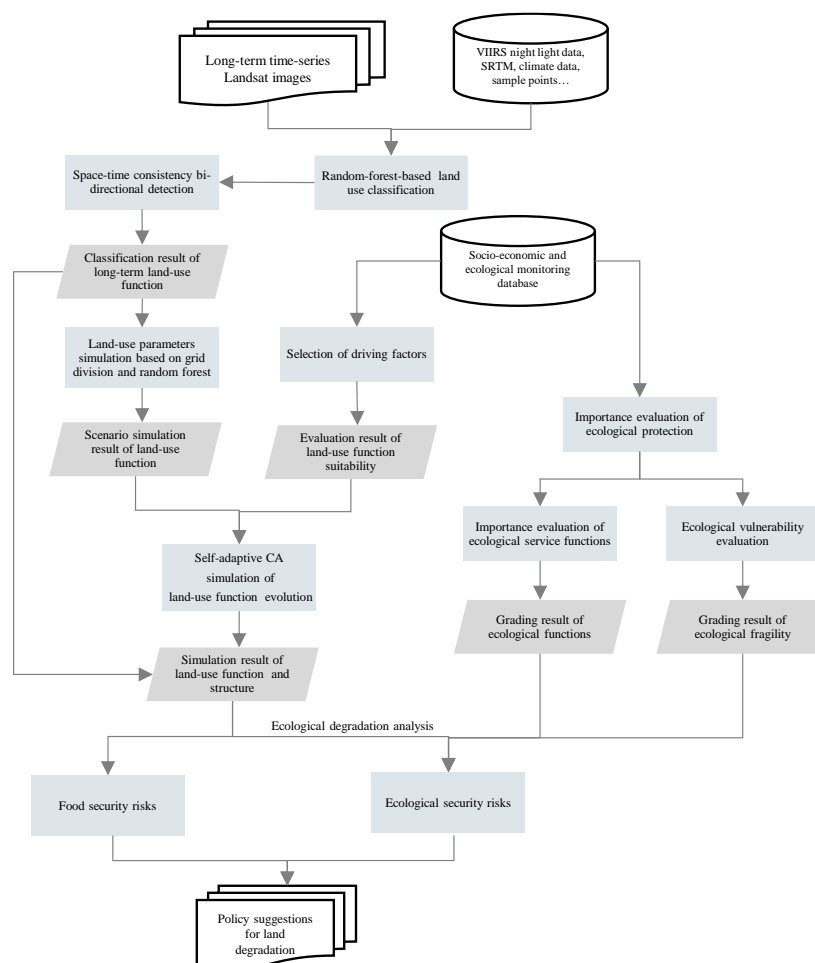 Long-term time-series
Landsat images
VIIRS night light data,
SRTM, climate data,
sample points…
Space-time consistency bi-
directional detection
Random-forest-based land
use classification
Classification result of
long-term land-use
function
Socio-economic and
ecological monitoring
database
Land-use parameters
simulation based on grid
division and random forest
Selection of driving factors
Importance evaluation of
ecological protection
Scenario simulation
result of land-use
function
Evaluation result of
land-use function
suitability
Importance evaluation of
ecological service functions
Ecological vulnerability
evaluation
Self-adaptive CA
simulation of
land-use function evolution
Grading result of
ecological functions
Grading result of
ecological fragility
Simulation result of
land-use function and
structure
Ecological degradation analysis
Food security risks
Ecological security risks
Policy suggestions
for land
degradation